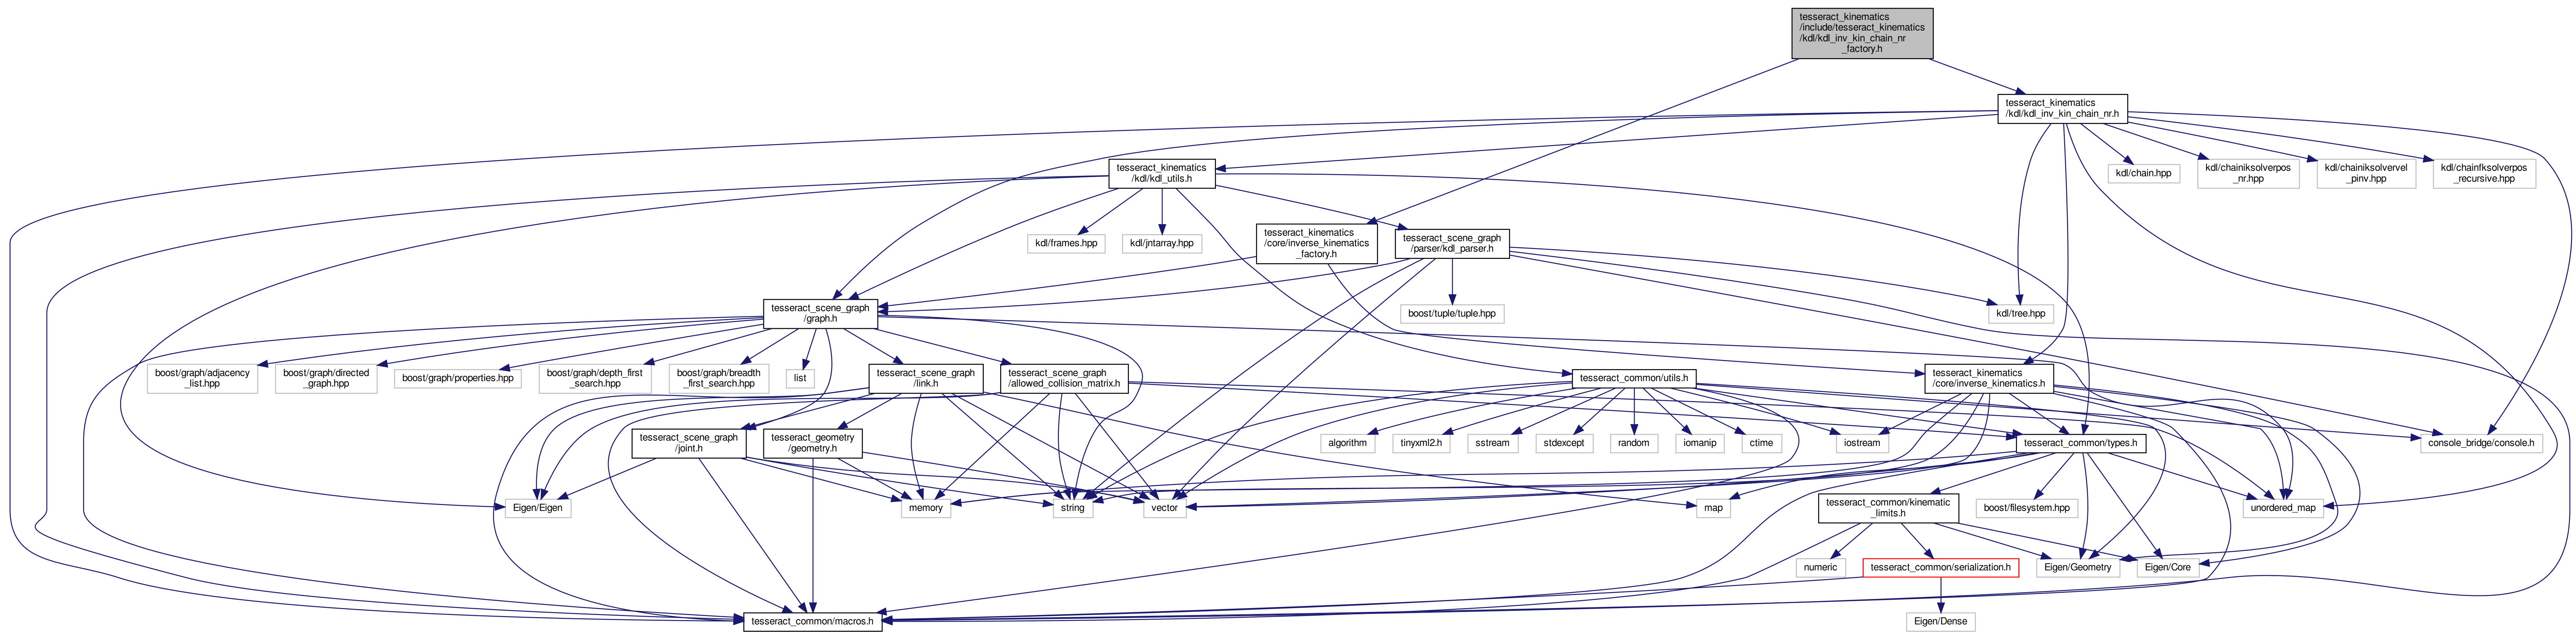 tesseract_kinematics
/include/tesseract_kinematics
/kdl/kdl_inv_kin_chain_nr
_factory.h
tesseract_kinematics
/kdl/kdl_inv_kin_chain_nr.h
tesseract_kinematics
/kdl/kdl_utils.h
kdl/chain.hpp
kdl/chainiksolverpos
_nr.hpp
kdl/chainiksolvervel
_pinv.hpp
kdl/chainfksolverpos
_recursive.hpp
kdl/frames.hpp
kdl/jntarray.hpp
tesseract_kinematics
/core/inverse_kinematics
_factory.h
tesseract_scene_graph
/parser/kdl_parser.h
tesseract_scene_graph
/graph.h
boost/tuple/tuple.hpp
kdl/tree.hpp
boost/graph/adjacency
_list.hpp
boost/graph/directed
_graph.hpp
boost/graph/properties.hpp
boost/graph/depth_first
_search.hpp
boost/graph/breadth
_first_search.hpp
list
tesseract_scene_graph
/link.h
tesseract_scene_graph
/allowed_collision_matrix.h
tesseract_common/utils.h
tesseract_kinematics
/core/inverse_kinematics.h
tesseract_scene_graph
/joint.h
tesseract_geometry
/geometry.h
algorithm
tinyxml2.h
sstream
stdexcept
random
iomanip
ctime
iostream
tesseract_common/types.h
console_bridge/console.h
Eigen/Eigen
memory
string
vector
map
tesseract_common/kinematic
_limits.h
boost/filesystem.hpp
unordered_map
numeric
tesseract_common/serialization.h
Eigen/Geometry
Eigen/Core
tesseract_common/macros.h
Eigen/Dense